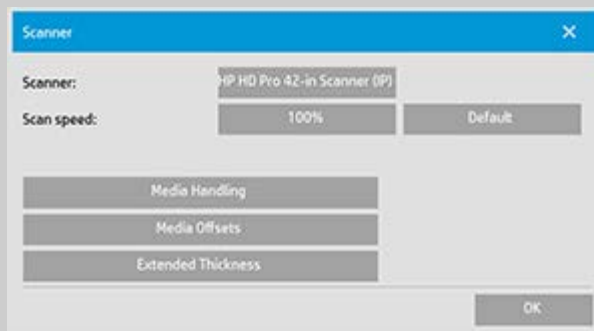 Scanner
Scanner: HP HD Pro 42-in Scanner (IP)
Scan speed: 100% Default
Media Handling
Media Offsets
Extended Thickness
OK